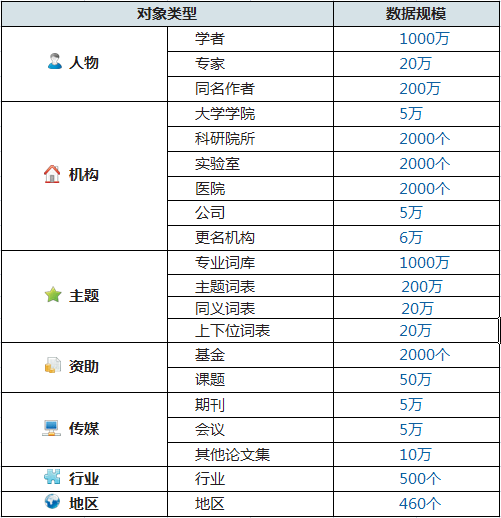 对象类型 数据规模
人物 学者 1000万
专家 20万
同名作者 200万
机构 大学学院 5万
科研院所 2000个
实验室 2000个
医院 2000个
公司 5万
更名机构 6万
主题 专业词库 1000万
主题词表 200万
同义词表 20万
上下位词表 20万
资助 基金 2000个
课题 50万
传媒 期刊 5万
会议 5万
其他论文集 10万
行业 行业 500个
地区 地区 460个